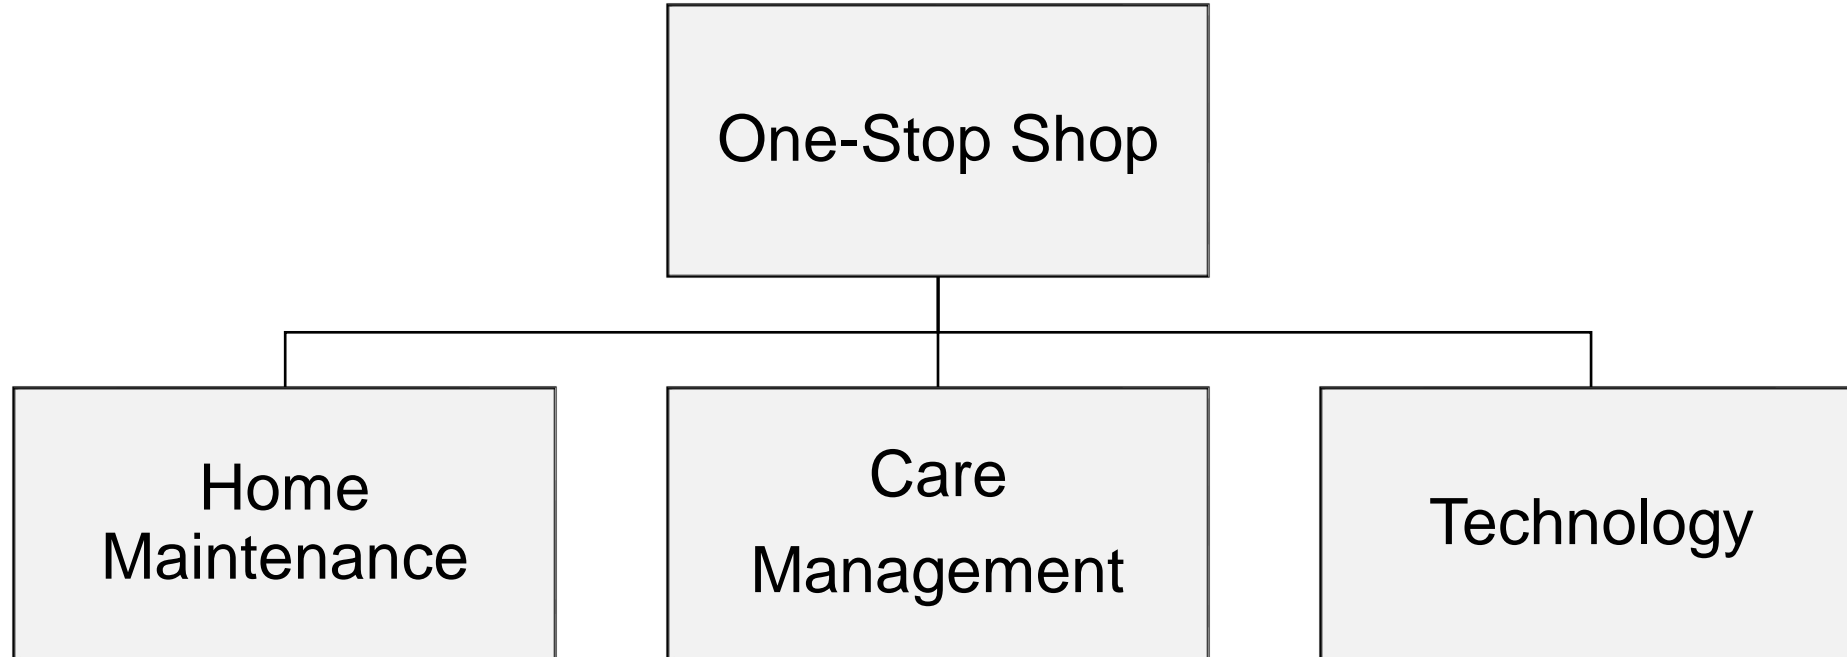 One-Stop Shop
Home
Maintenance
Care
Management
Technology